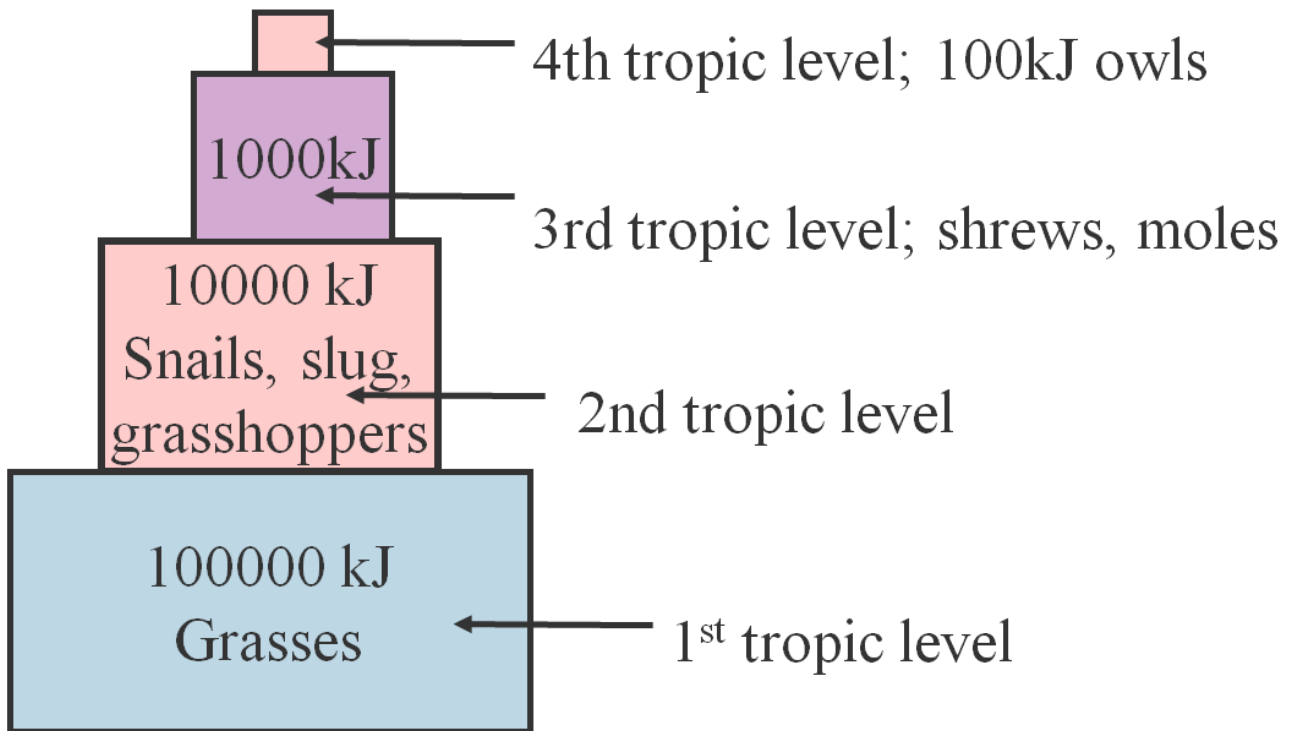 4th tropic level; 100kJ owls
1000kJ
3rd tropic level; shrews, moles
10000 kJ
Snails, slug,
grasshoppers
2nd tropic level
100000 kJ
Grasses
1st tropic level